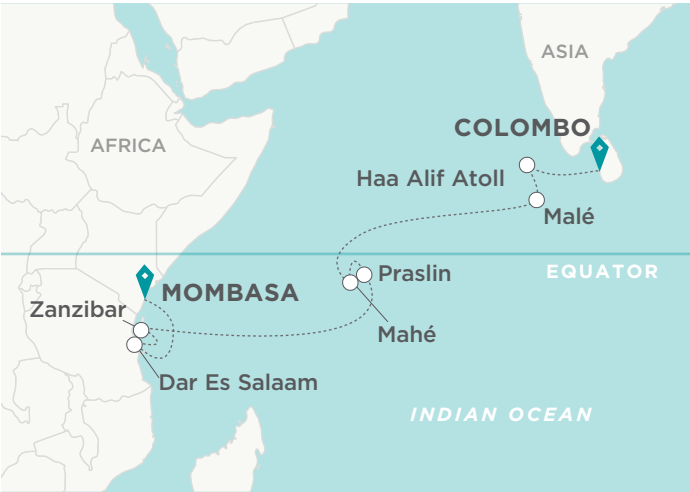 ASIA
COLOMBO
AFRICA
Haa Alif Atoll
Malé
EQUATOR
Praslin
MOMBASA
Zanzibar
Mahé
Dar Es Salaam
INDIAN OCEAN